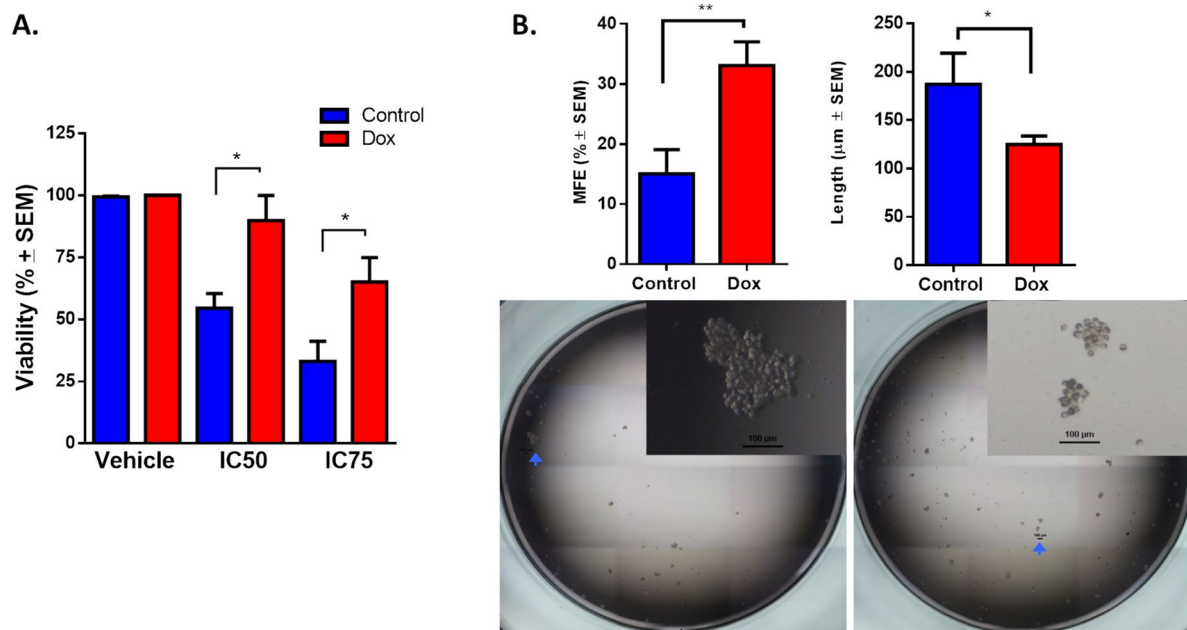 A.
Control
Dox
Viability (% ± SEM)
125
100
75
50
25
0
*
*
Vehicle IC50 IC75
B.
MFE (% ± SEM)
40
30
20
10
0
**
Control Dox
Length (μm ± SEM)
250
200
150
100
50
0
*
Control Dox
100 μm
100 μm